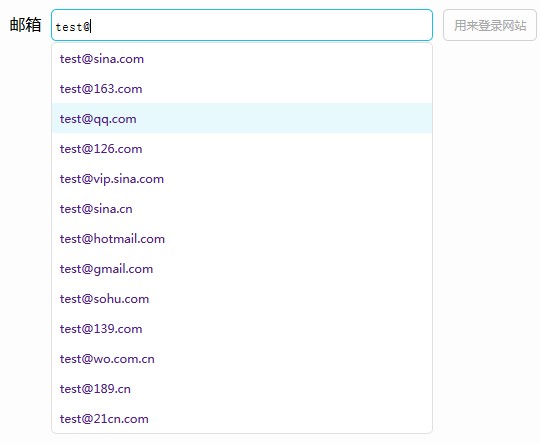 邮箱 test@ 用来登录网站
test@sina.com
test@163.com
test@qq.com
test@126.com
test@vip.sina.com
test@sina.cn
test@hotmail.com
test@gmail.com
test@sohu.com
test@139.com
test@wo.com.cn
test@189.cn
test@21cn.com